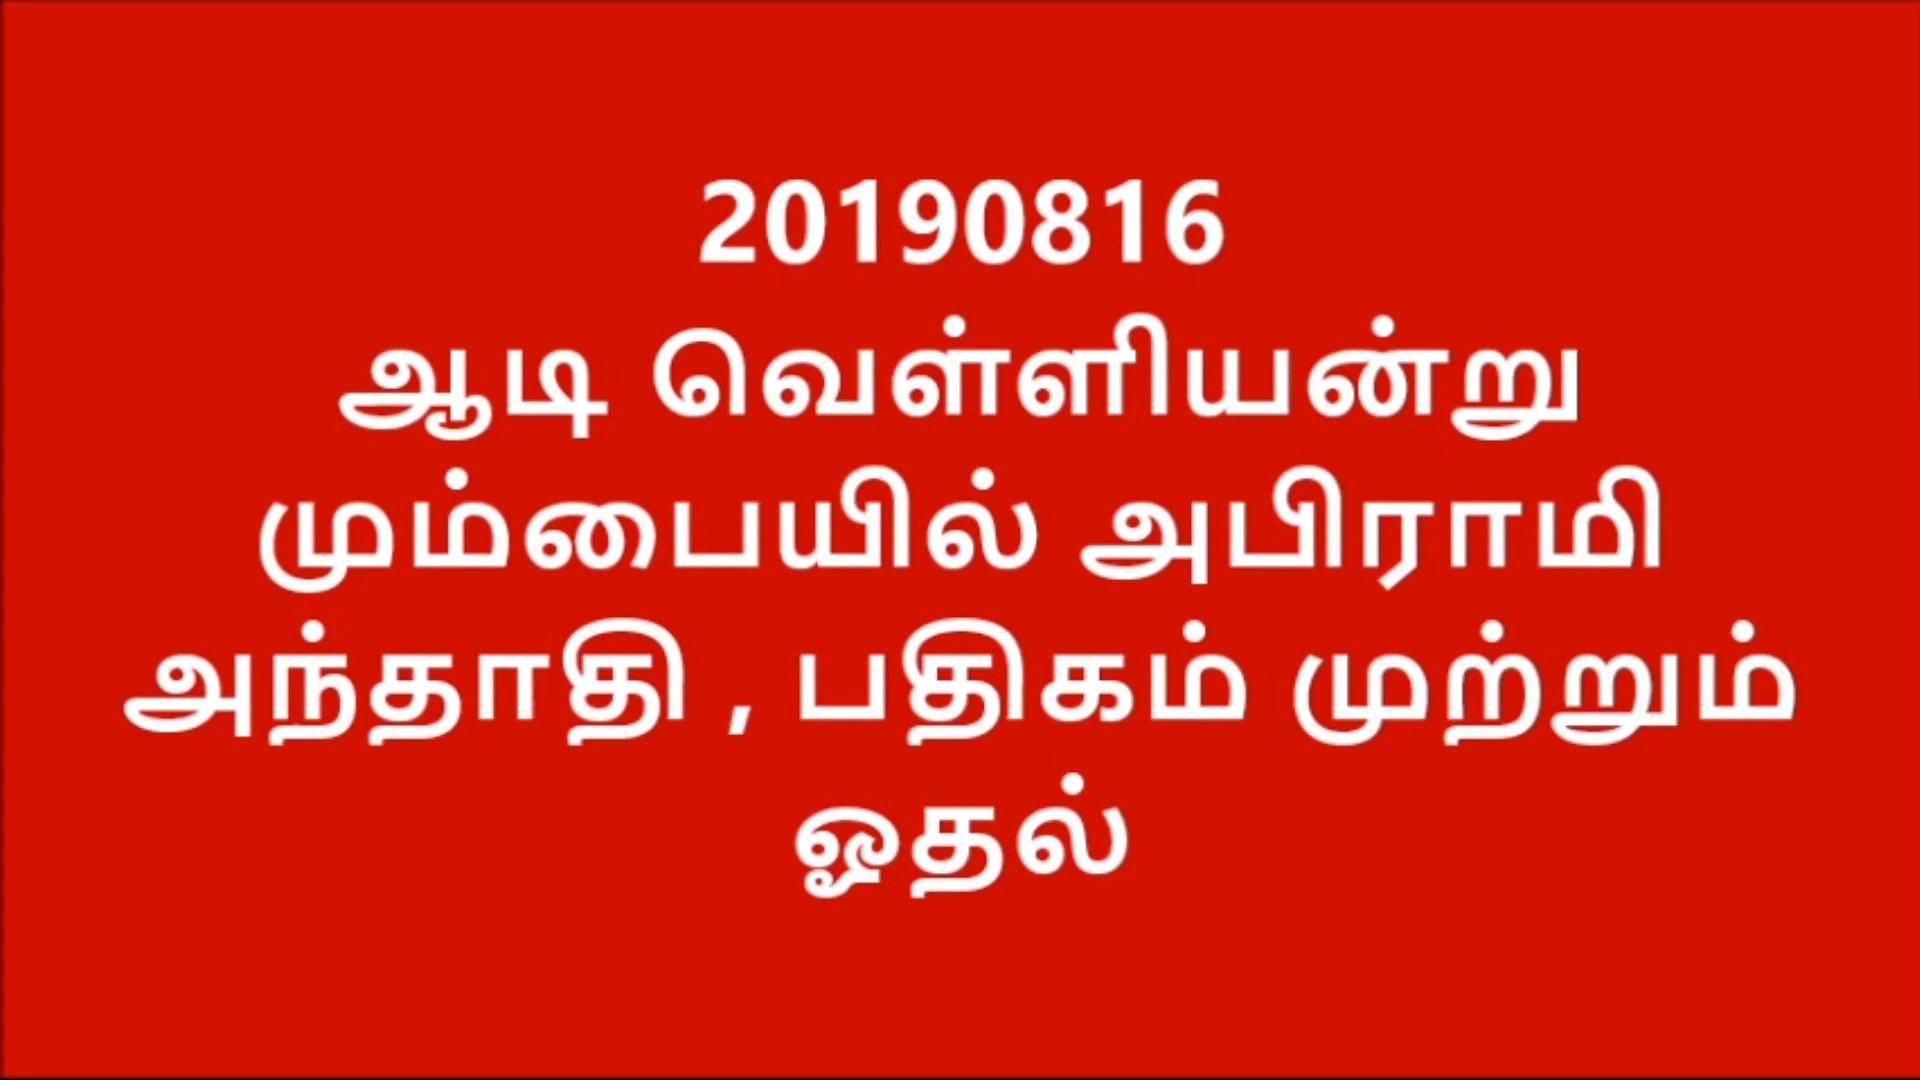 20190816
ஆடி வெள்ளியன்று
மும்பையில் அபிராமி
அந்தாதி , பதிகம் முற்றும்
ஓதல்